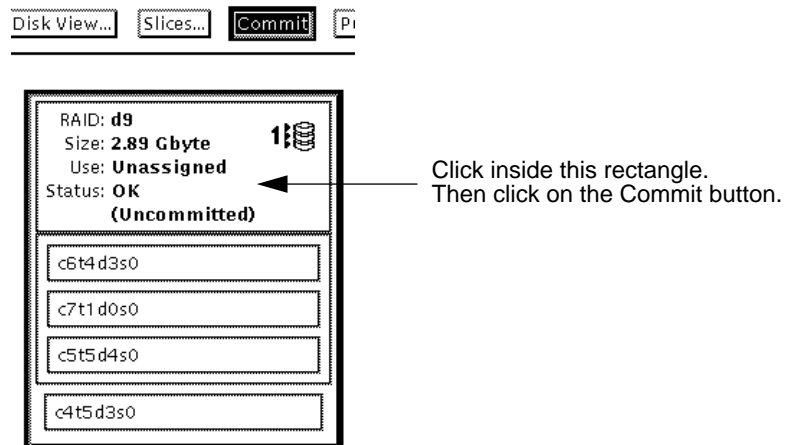 Disk View... Slices... Commit
RAID: d9
Size: 2.89 Gbyte
Use: Unassigned
Status: OK
(Uncommitted)
1
Click inside this rectangle.
Then click on the Commit button.
c6t4d3s0
c7t1d0s0
c5t5d4s0
c4t5d3s0